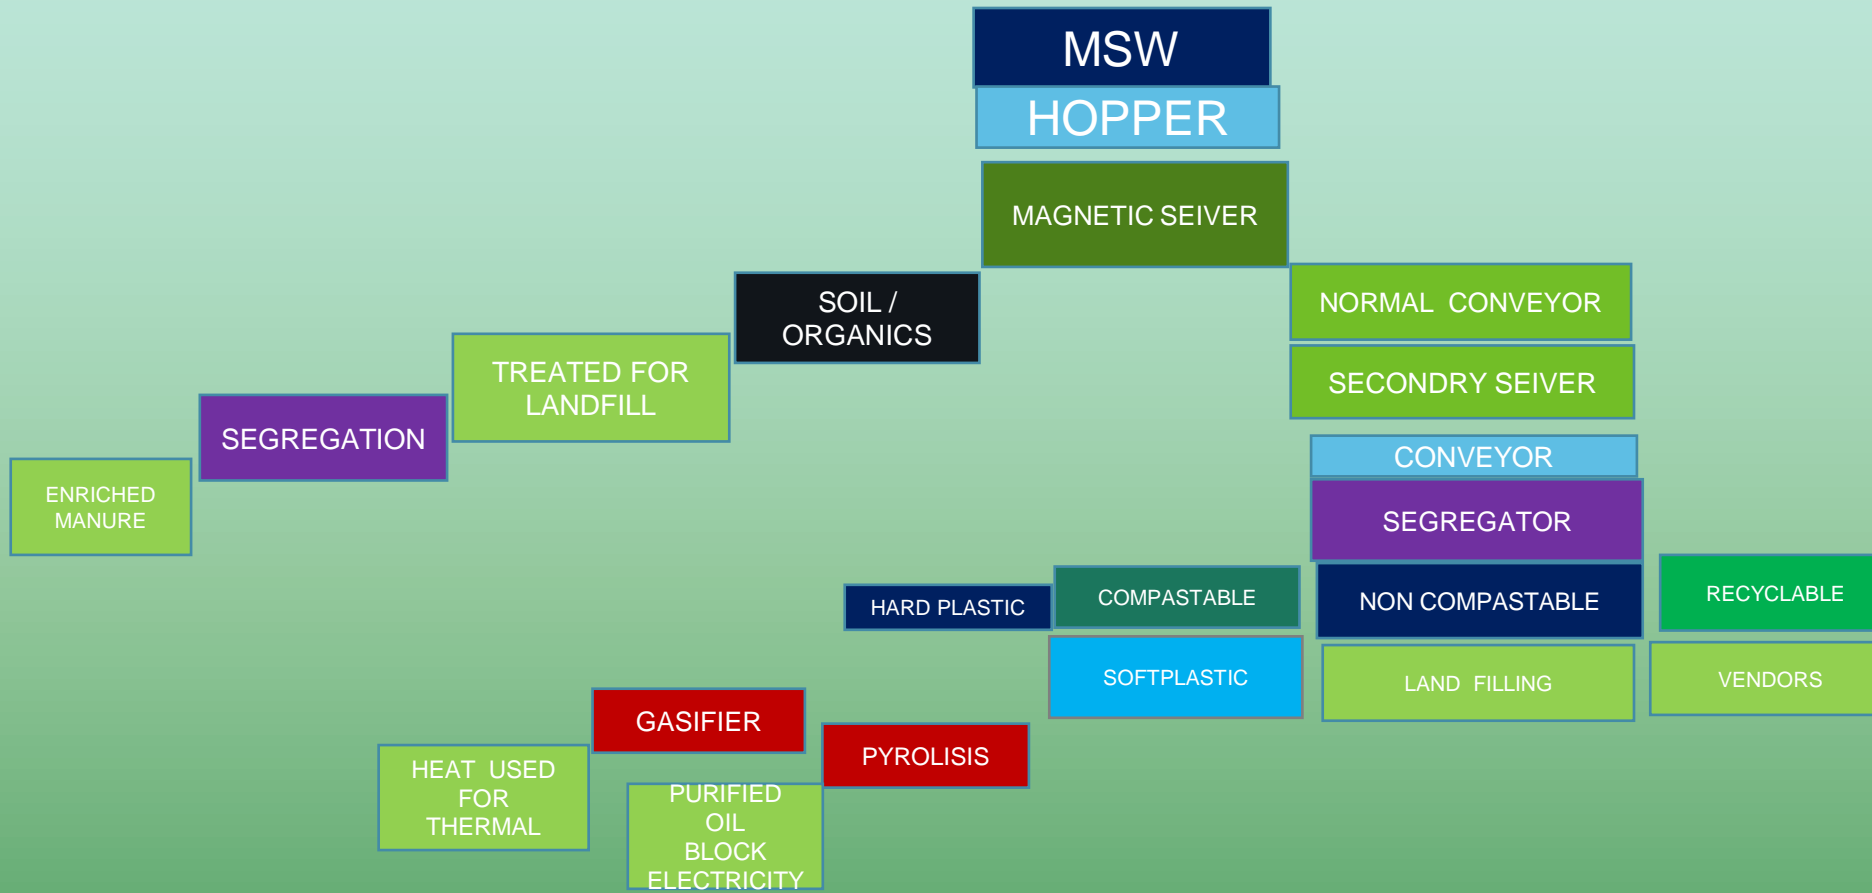 MSW
HOPPER
MAGNETIC SEIVER
SOIL /
ORGANICS
NORMAL CONVEYOR
TREATED FOR
LANDFILL
SECONDRY SEIVER
SEGREGATION
CONVEYOR
ENRICHED
MANURE
SEGREGATOR
HARD PLASTIC
COMPASTABLE
NON COMPASTABLE
RECYCLABLE
SOFTPLASTIC
LAND FILLING
VENDORS
GASIFIER
PYROLISIS
HEAT USED
FOR
THERMAL
PURIFIED
OIL
BLOCK
ELECTRICITY